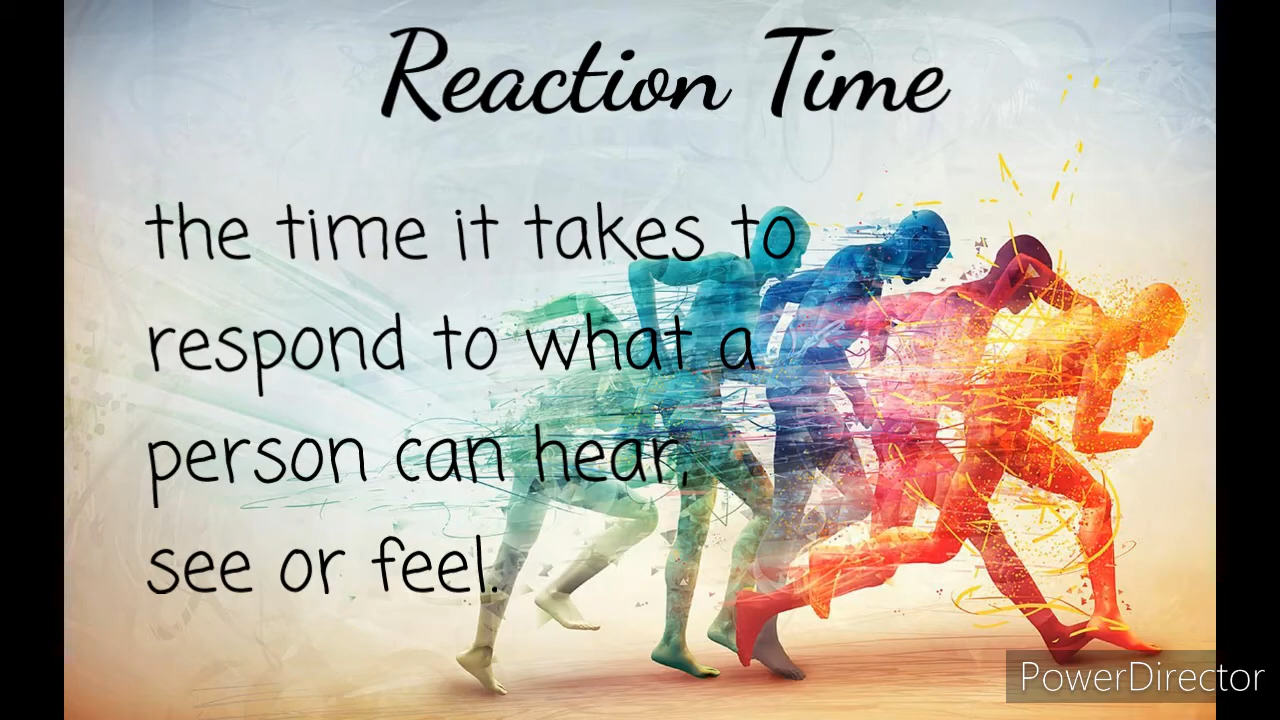 Reaction Time
the time it takes to
respond to what a
person can hear,
see or feel.
PowerDirector